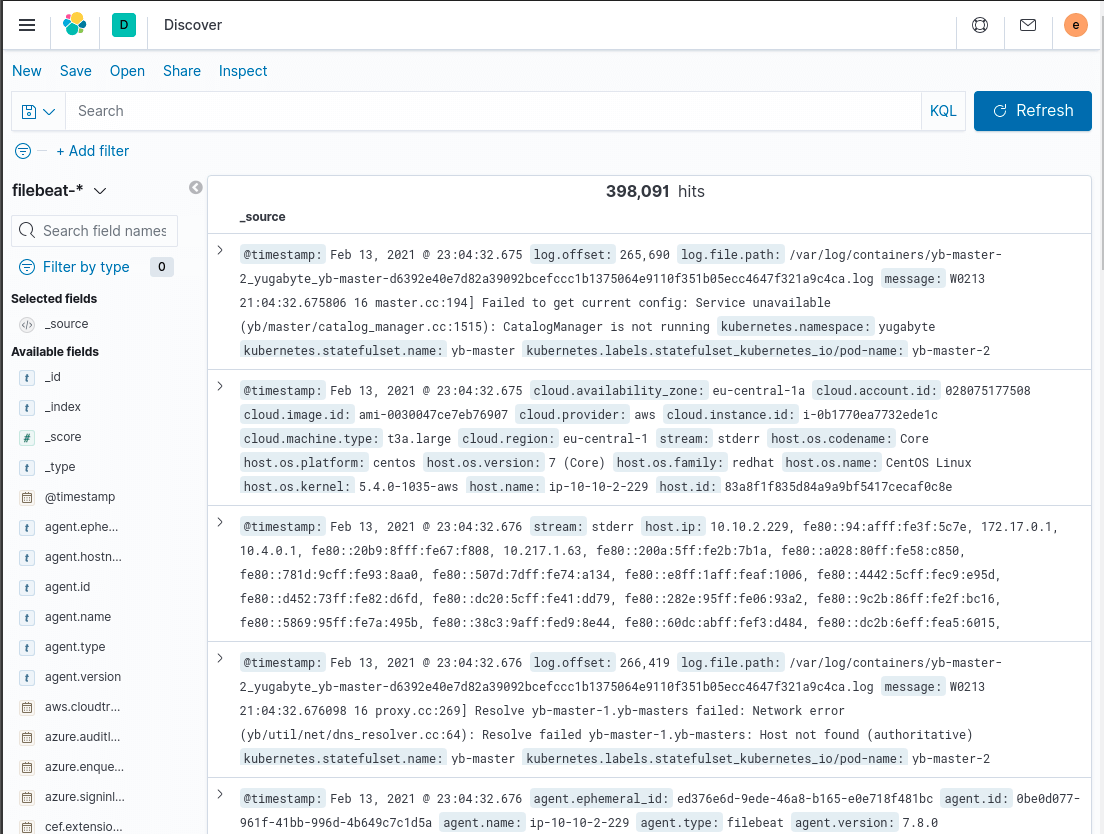 D Discover e
New Save Open Share Inspect
Search KQL Refresh
+ Add filter
filebeat-*
Search field names
Filter by type 0
Selected fields
_source
Available fields
t _id
t _index
# _score
t _type
@timestamp
t agent.ephe...
t agent.hostn...
t agent.id
t agent.name
t agent.type
t agent.version
aws.cloudtr...
azure.auditl...
azure.enque...
azure.signinl...
cef.extensio...
398,091 hits
_source
@timestamp: Feb 13, 2021 @ 23:04:32.675 log.offset: 265,690 log.file.path: /var/log/containers/yb-master-
2_yugabyte_yb-master-d6392e40e7d82a39092bcefccc1b1375064e9110f351b05ecc4647f321a9c4ca.log message: W0213
21:04:32.675806 16 master.cc:194] Failed to get current config: Service unavailable
(yb/master/catalog_manager.cc:1515): CatalogManager is not running kubernetes.namespace: yugabyte
kubernetes.statefulset.name: yb-master kubernetes.labels.statefulset_kubernetes_io/pod-name: yb-master-2
@timestamp: Feb 13, 2021 @ 23:04:32.675 cloud.availability_zone: eu-central-1a cloud.account.id: 028075177508
cloud.image.id: ami-0030047ce7eb76907 cloud.provider: aws cloud.instance.id: i-0b1770ea7732ede1c
cloud.machine.type: t3a.large cloud.region: eu-central-1 stream: stderr host.os.codename: Core
host.os.platform: centos host.os.version: 7 (Core) host.os.family: redhat host.os.name: CentOS Linux
host.os.kernel: 5.4.0-1035-aws host.name: ip-10-10-2-229 host.id: 83a8f1f835d84a9a9bf5417cecaf0c8e
@timestamp: Feb 13, 2021 @ 23:04:32.676 stream: stderr host.ip: 10.10.2.229, fe80::94:afff:fe3f:5c7e, 172.17.0.1,
10.4.0.1, fe80::20b9:8fff:fe67:f808, 10.217.1.63, fe80::200a:5ff:fe2b:7b1a, fe80::a028:80ff:fe58:c850,
fe80::781d:9cff:fe93:8aa0, fe80::507d:7dff:fe74:a134, fe80::e8ff:1aff:feaf:1006, fe80::4442:5cff:fec9:e95d,
fe80::d452:73ff:fe82:d6fd, fe80::dc20:5cff:fe41:dd79, fe80::282e:95ff:fe06:93a2, fe80::9c2b:86ff:fe2f:bc16,
fe80::5869:95ff:fe7a:495b, fe80::38c3:9aff:fed9:8e44, fe80::60dc:abff:fef3:d484, fe80::dc2b:6eff:fea5:6015,
@timestamp: Feb 13, 2021 @ 23:04:32.676 log.offset: 266,419 log.file.path: /var/log/containers/yb-master-
2_yugabyte_yb-master-d6392e40e7d82a39092bcefccc1b1375064e9110f351b05ecc4647f321a9c4ca.log message: W0213
21:04:32.676098 16 proxy.cc:269] Resolve yb-master-1.yb-masters failed: Network error
(yb/util/net/dns_resolver.cc:64): Resolve failed yb-master-1.yb-masters: Host not found (authoritative)
kubernetes.statefulset.name: yb-master kubernetes.labels.statefulset_kubernetes_io/pod-name: yb-master-2
@timestamp: Feb 13, 2021 @ 23:04:32.676 agent.ephemeral_id: ed376e6d-9ede-46a8-b165-e0e718f481bc agent.id: 0be0d077-
961f-41bb-996d-4b649c7c1d5a agent.name: ip-10-10-2-229 agent.type: filebeat agent.version: 7.8.0